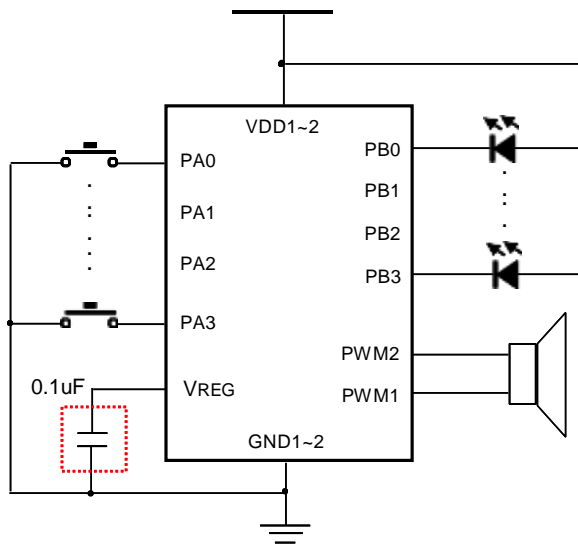 VDD1~2
PA0
PB0
PA1
PB1
PA2
PB2
PB3
PA3
PWM2
0.1uF
VREG
PWM1
GND1~2